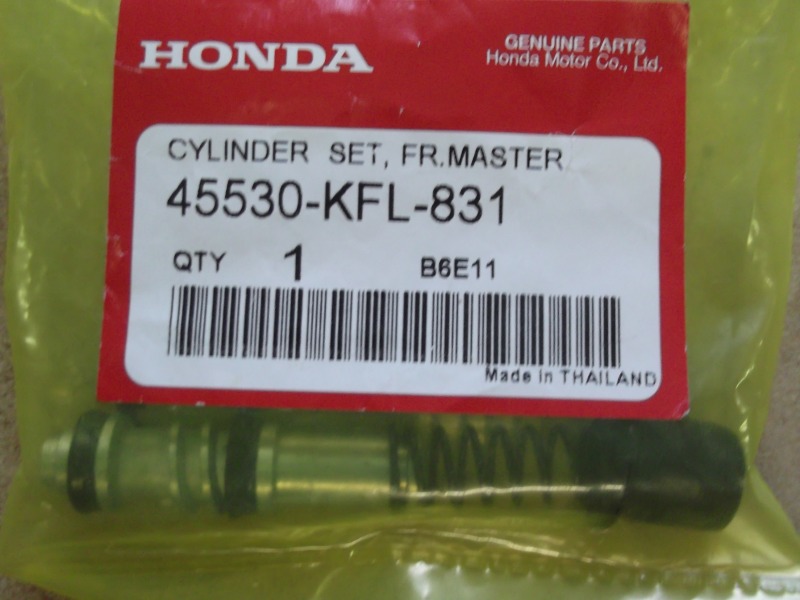 HONDA
GENUINE PARTS
Honda Motor Co., Ltd.
CYLINDER SET, FR.MASTER
45530-KFL-831
QTY 1 B6E11
Made in THAILAND